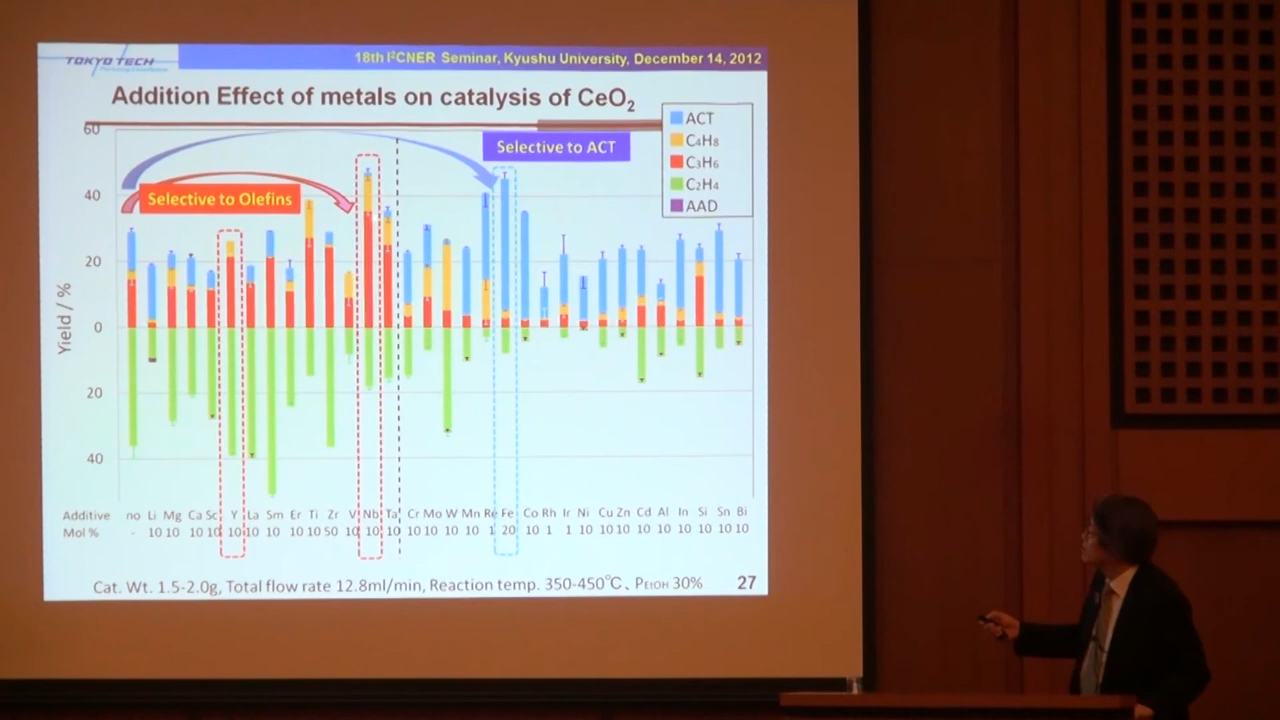 TOKYO TECH
18th I²CNER Seminar, Kyushu University, December 14, 2012
Addition Effect of metals on catalysis of CeO₂
ACT
C₄H₈
C₃H₆
C₂H₄
AAD
Selective to ACT
Selective to Olefins
Yield / %
60
40
20
0
20
40
Additive no Li Mg Ca Sc Y La Sm Er Ti Zr V Nb Ta Cr Mo W Mn Re Fe Co Rh Ir Ni Cu Zn Cd Al In Si Sn Bi
Mol % - 10 10 10 10 10 10 10 10 10 50 10 10 10 10 10 10 10 1 20 10 1 1 10 10 10 10 10 10 10 10 10
Cat. Wt. 1.5-2.0g, Total flow rate 12.8ml/min, Reaction temp. 350-450℃、PEtOH 30%
27